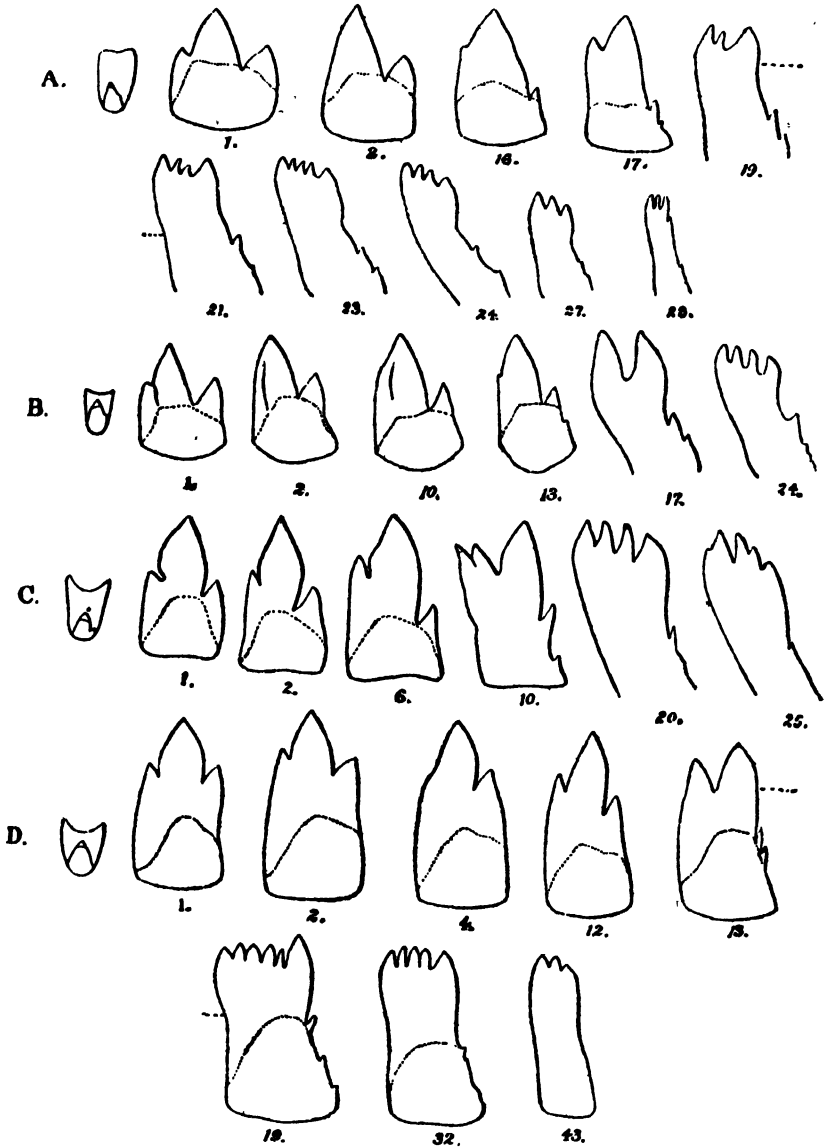 A. 1. 2. 16. 17. 19.
21. 23. 24. 27. 28.
B. 1. 2. 10. 13. 17. 24.
C. 1. 2. 6. 10. 20. 25.
D. 1. 2. 4. 12. 13.
19. 32. 43.